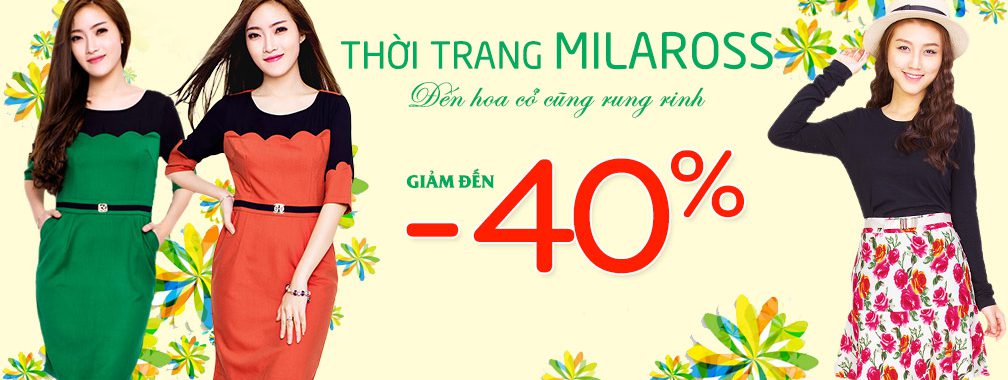 THỜI TRANG MILAROSS
Đến hoa cỏ cũng rung rinh
GIẢM ĐẾN
-40%